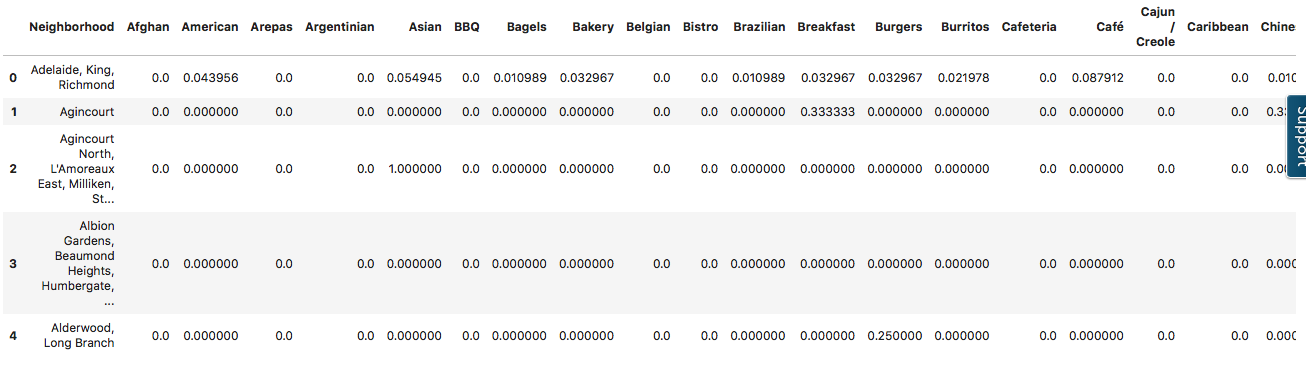 Neighborhood Afghan American Arepas Argentinian Asian BBQ Bagels Bakery Belgian Bistro Brazilian Breakfast Burgers Burritos Cafeteria Café Cajun / Creole Caribbean Chines
0 Adelaide, King, Richmond 0.0 0.043956 0.0 0.0 0.054945 0.0 0.010989 0.032967 0.0 0.0 0.010989 0.032967 0.032967 0.021978 0.0 0.087912 0.0 0.0 0.010
1 Agincourt 0.0 0.000000 0.0 0.0 0.000000 0.0 0.000000 0.000000 0.0 0.0 0.000000 0.333333 0.000000 0.000000 0.0 0.000000 0.0 0.0 0.3
2 Agincourt North, L'Amoreaux East, Milliken, St... 0.0 0.000000 0.0 0.0 1.000000 0.0 0.000000 0.000000 0.0 0.0 0.000000 0.000000 0.000000 0.000000 0.0 0.000000 0.0 0.0 0.0
3 Albion Gardens, Beaumond Heights, Humbergate, ... 0.0 0.000000 0.0 0.0 0.000000 0.0 0.000000 0.000000 0.0 0.0 0.000000 0.000000 0.000000 0.000000 0.0 0.000000 0.0 0.0 0.000
4 Alderwood, Long Branch 0.0 0.000000 0.0 0.0 0.000000 0.0 0.000000 0.000000 0.0 0.0 0.000000 0.000000 0.250000 0.000000 0.0 0.000000 0.0 0.0 0.000
Support